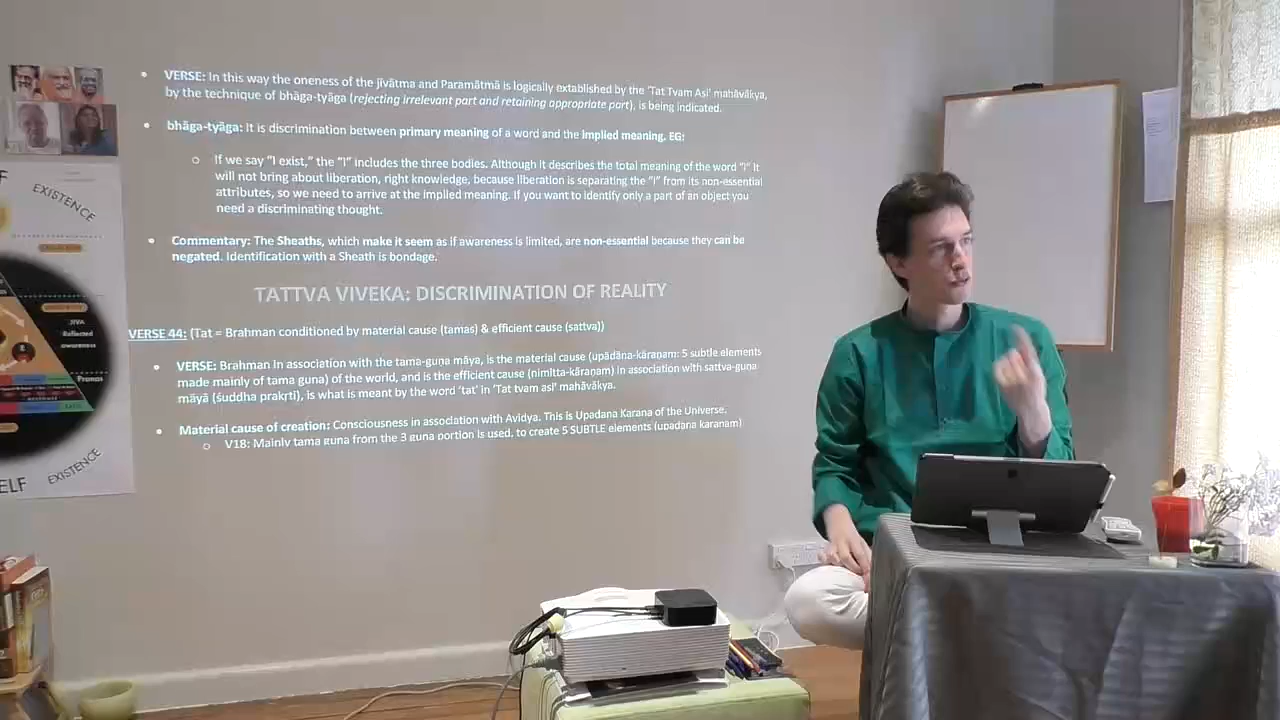 VERSE: In this way the oneness of the jīvātma and Paramātmā is logically extablished by the 'Tat Tvam Asi' mahāvākya,
by the technique of bhāga-tyāga (rejecting irrelevant part and retaining appropriate part), is being indicated.
bhāga-tyāga: It is discrimination between primary meaning of a word and the implied meaning. EG:
If we say "I exist," the "I" includes the three bodies. Although it describes the total meaning of the word "I" it
will not bring about liberation, right knowledge, because liberation is separating the "I" from its non-essential
attributes, so we need to arrive at the implied meaning. If you want to identify only a part of an object you
need a discriminating thought.
Commentary: The Sheaths, which make it seem as if awareness is limited, are non-essential because they can be
negated. Identification with a Sheath is bondage.
TATTVA VIVEKA: DISCRIMINATION OF REALITY
VERSE 44: (Tat = Brahman conditioned by material cause (tamas) & efficient cause (sattva))
VERSE: Brahman in association with the tama-guna māya, is the material cause (upādāna-kāraṇam: 5 subtle elements
made mainly of tama guna) of the world, and is the efficient cause (nimitta-kāraṇam) in association with sattva-guna
māyā (śuddha prakṛti), is what is meant by the word 'tat' in 'Tat tvam asi' mahāvākya.
Material cause of creation: Consciousness in association with Avidya. This is Upadana Karana of the Universe.
V18: Mainly tama guna from the 3 guna portion is used, to create 5 SUBTLE elements (upadana karanam)
EXISTENCE
JIVA
Reflected
awareness
Pranas
EXISTENCE
ELF